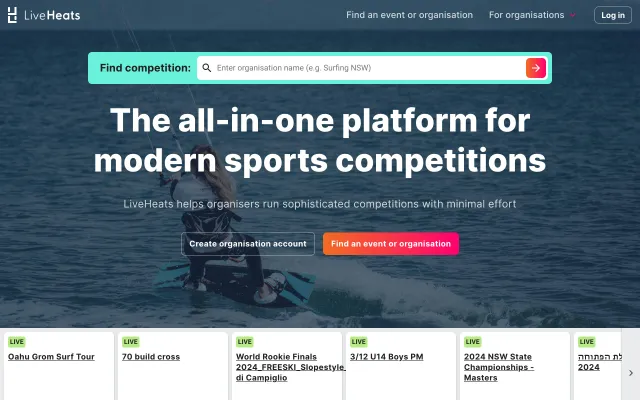 LiveHeats
Find an event or organisation
For organisations
Log in
Find competition:
Enter organisation name (e.g. Surfing NSW)
The all-in-one platform for
modern sports competitions
LiveHeats helps organisers run sophisticated competitions with minimal effort
Create organisation account
Find an event or organisation
LIVE
Oahu Grom Surf Tour
LIVE
70 build cross
LIVE
World Rookie Finals
2024_FREESKI_Slopestyle_
di Campiglio
LIVE
3/12 U14 Boys PM
LIVE
2024 NSW State
Championships -
Masters
LIVE
לת הפתוחה
2024